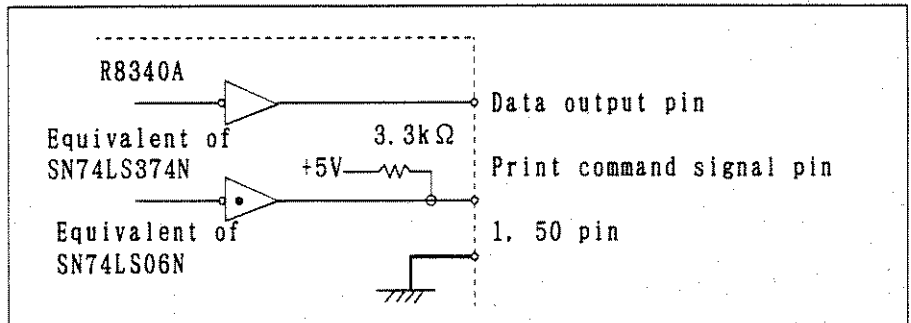 R8340A
Data output pin
Equivalent of
SN74LS374N
3.3kΩ
+5V
Print command signal pin
Equivalent of
SN74LS06N
1, 50 pin